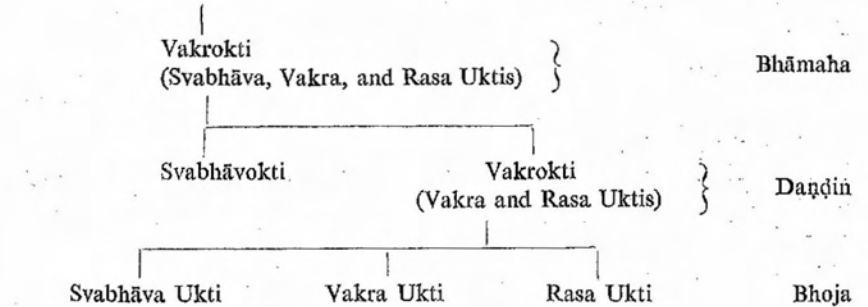 Vakrokti
(Svabhāva, Vakra, and Rasa Uktis) } Bhāmaha
Svabhāvokti Vakrokti
(Vakra and Rasa Uktis) } Daṇḍin
Svabhāva Ukti Vakra Ukti Rasa Ukti Bhoja